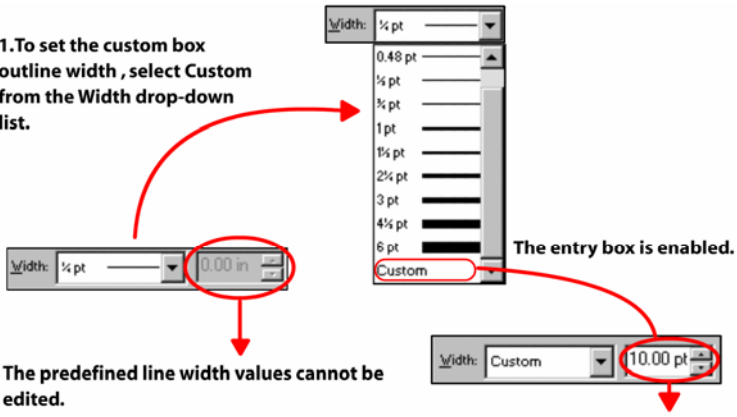 1.To set the custom box
outline width , select Custom
from the Width drop-down
list.
Width: ¼ pt
0.48 pt
½ pt
¾ pt
1 pt
1½ pt
2¼ pt
3 pt
4½ pt
6 pt
Custom
The entry box is enabled.
Width: ¼ pt 0.00 in
Width: Custom 10.00 pt
The predefined line width values cannot be
edited.